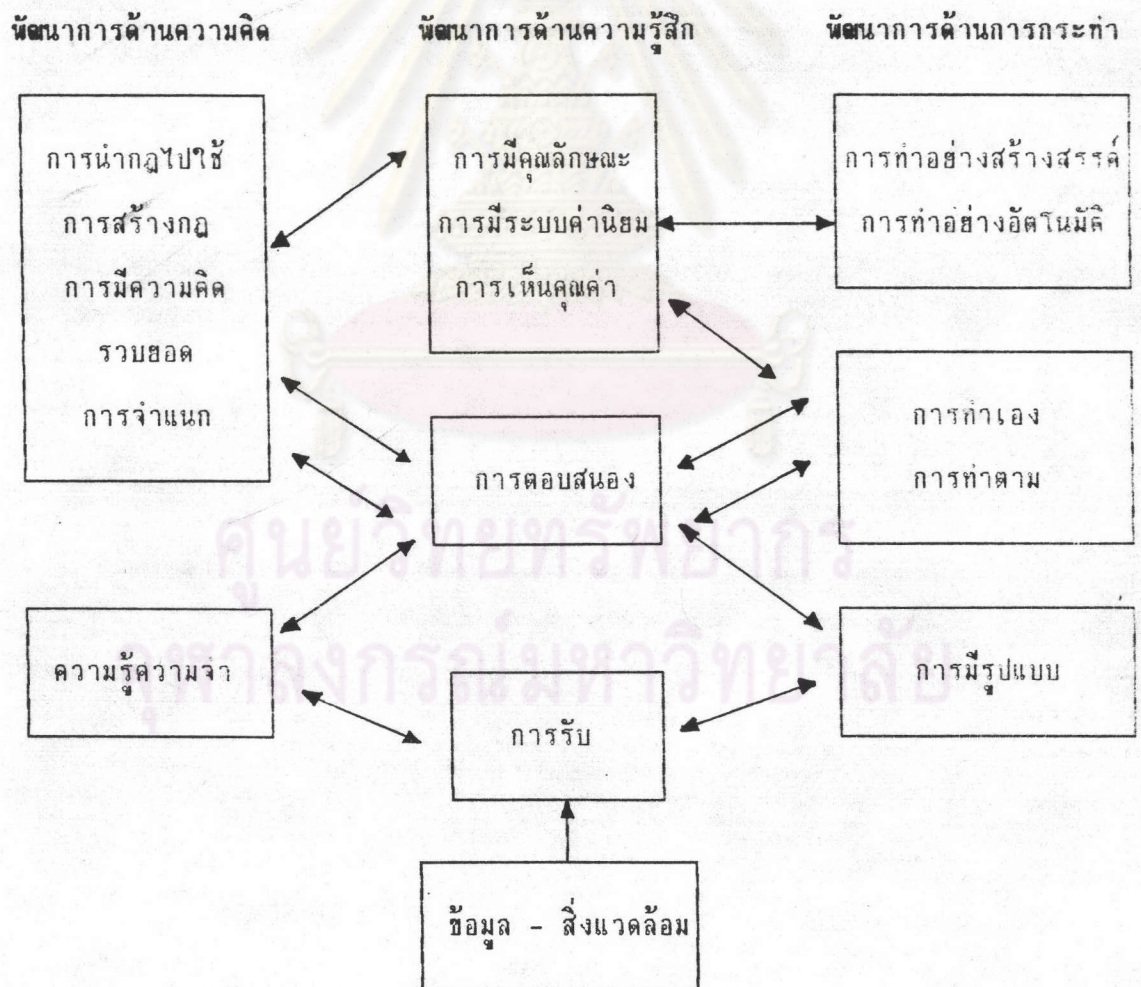 พัฒนาการด้านความคิด
พัฒนาการด้านความรู้สึก
พัฒนาการด้านการกระทำ
การนำกฎไปใช้
การสร้างกฎ
การมีความคิด
รวบยอด
การจำแนก
การมีคุณลักษณะ
การมีระบบค่านิยม
การเห็นคุณค่า
การทำอย่างสร้างสรรค์
การทำอย่างอัตโนมัติ
การตอบสนอง
การทำเอง
การทำตาม
ความรู้ความจำ
การรับ
การมีรูปแบบ
ข้อมูล - สิ่งแวดล้อม
ศูนย์วิทยทรัพยากร
จุฬาลงกรณ์มหาวิทยาลัย